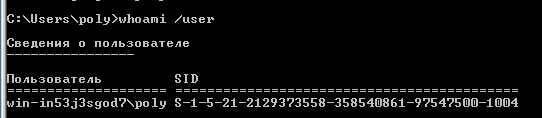 C:\Users\poly>whoami /user
Сведения о пользователе
----------------
Пользователь SID
=================== ============================================
win-in53j3sgod7\poly S-1-5-21-2129373558-358540861-97547500-1004